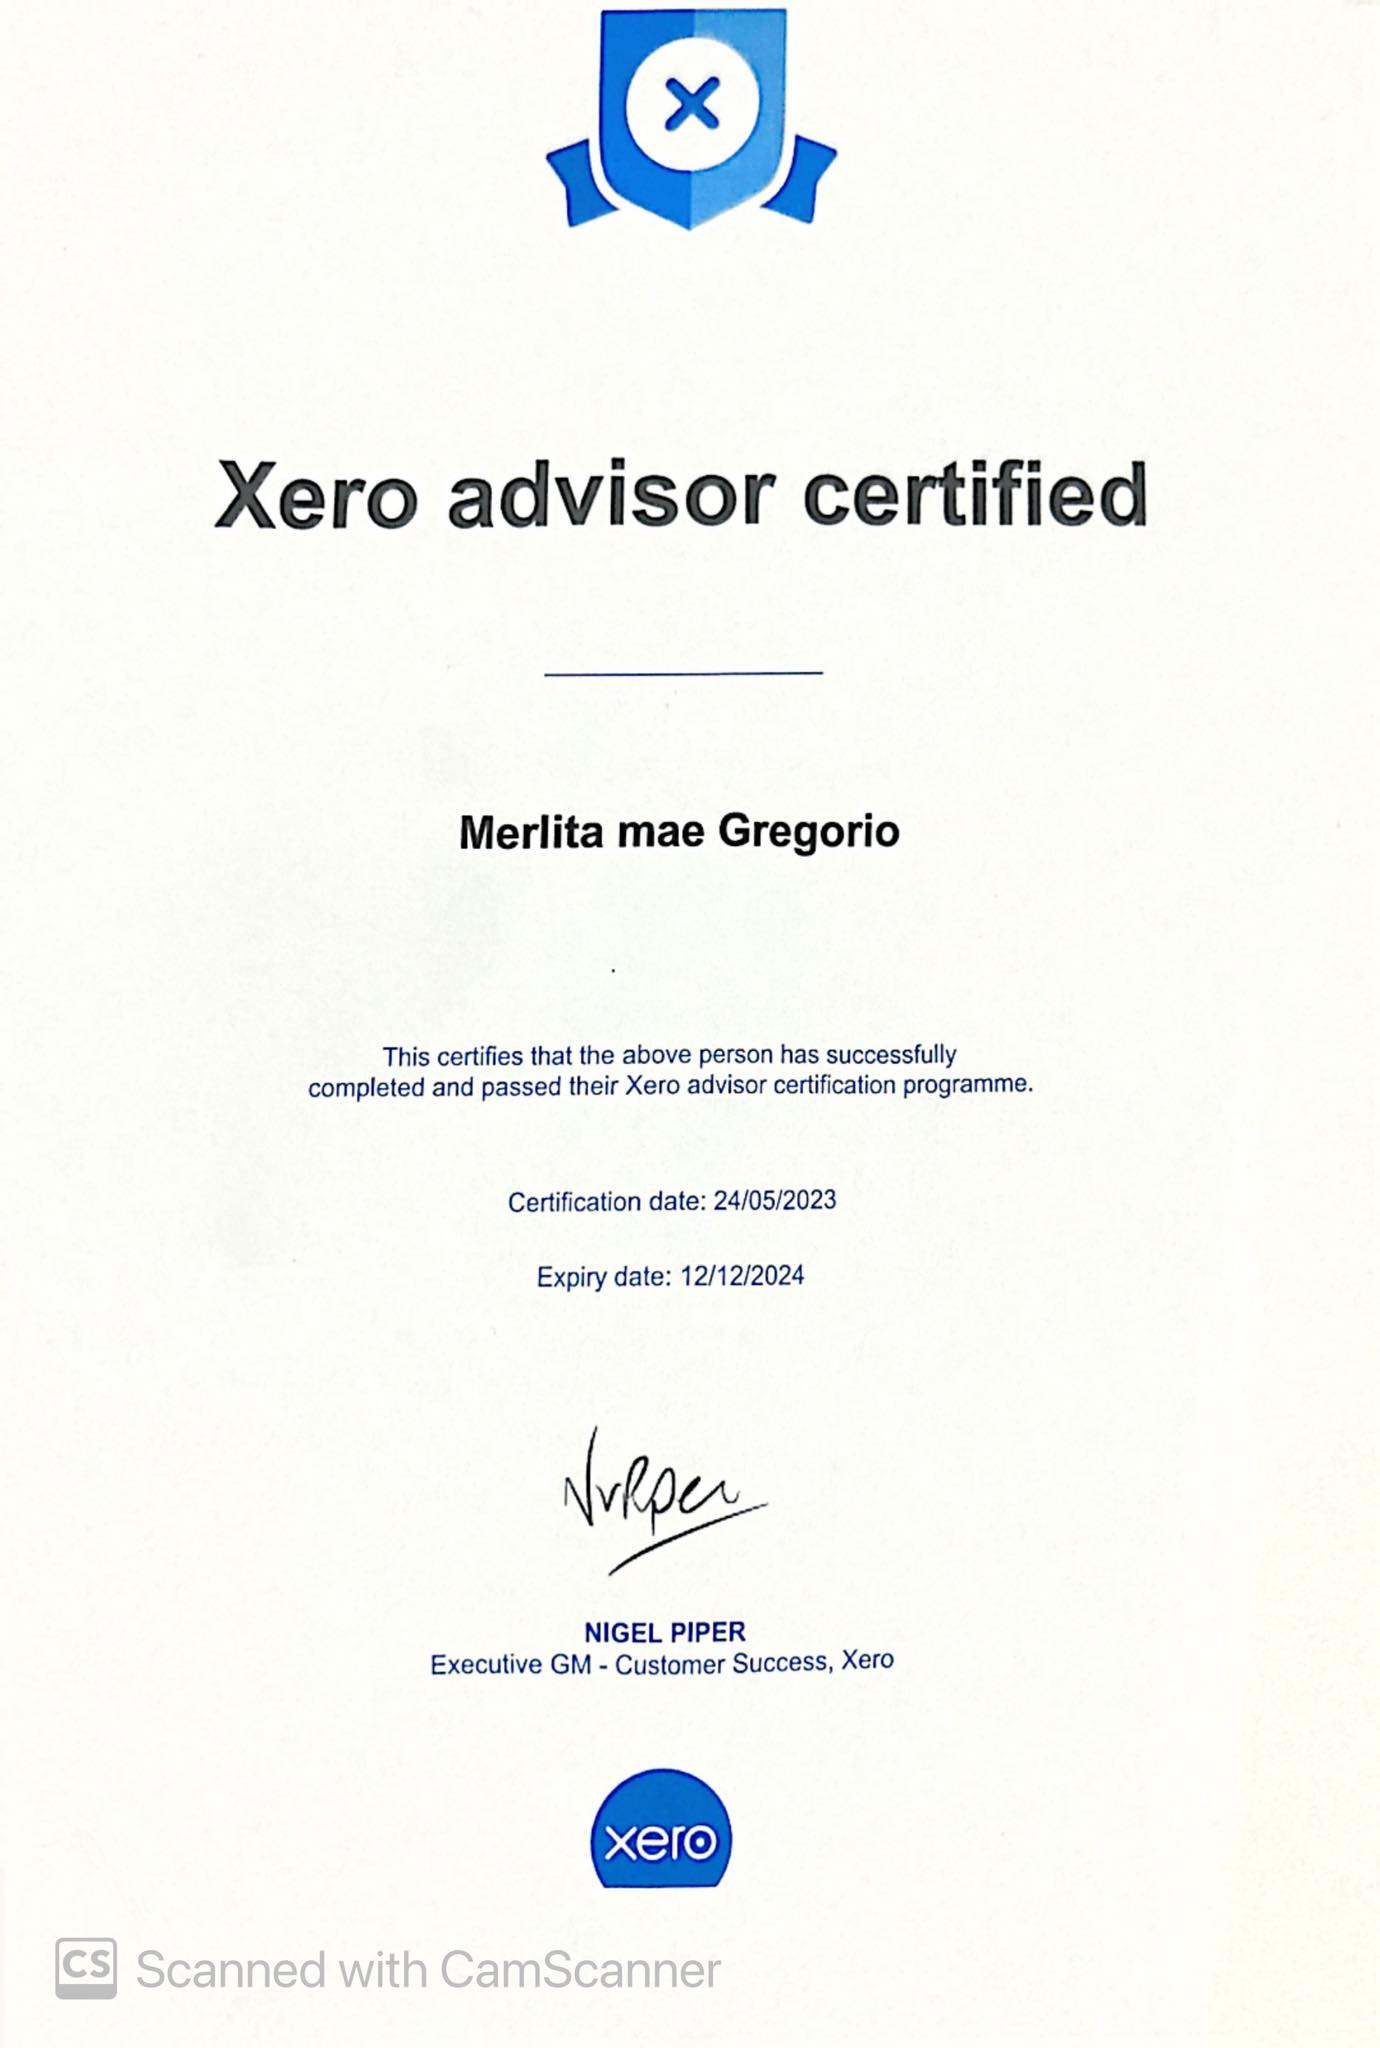 Xero advisor certified
Merlita mae Gregorio
This certifies that the above person has successfully
completed and passed their Xero advisor certification programme.
Certification date: 24/05/2023
Expiry date: 12/12/2024
NIGEL PIPER
Executive GM - Customer Success, Xero
xero
CS Scanned with CamScanner